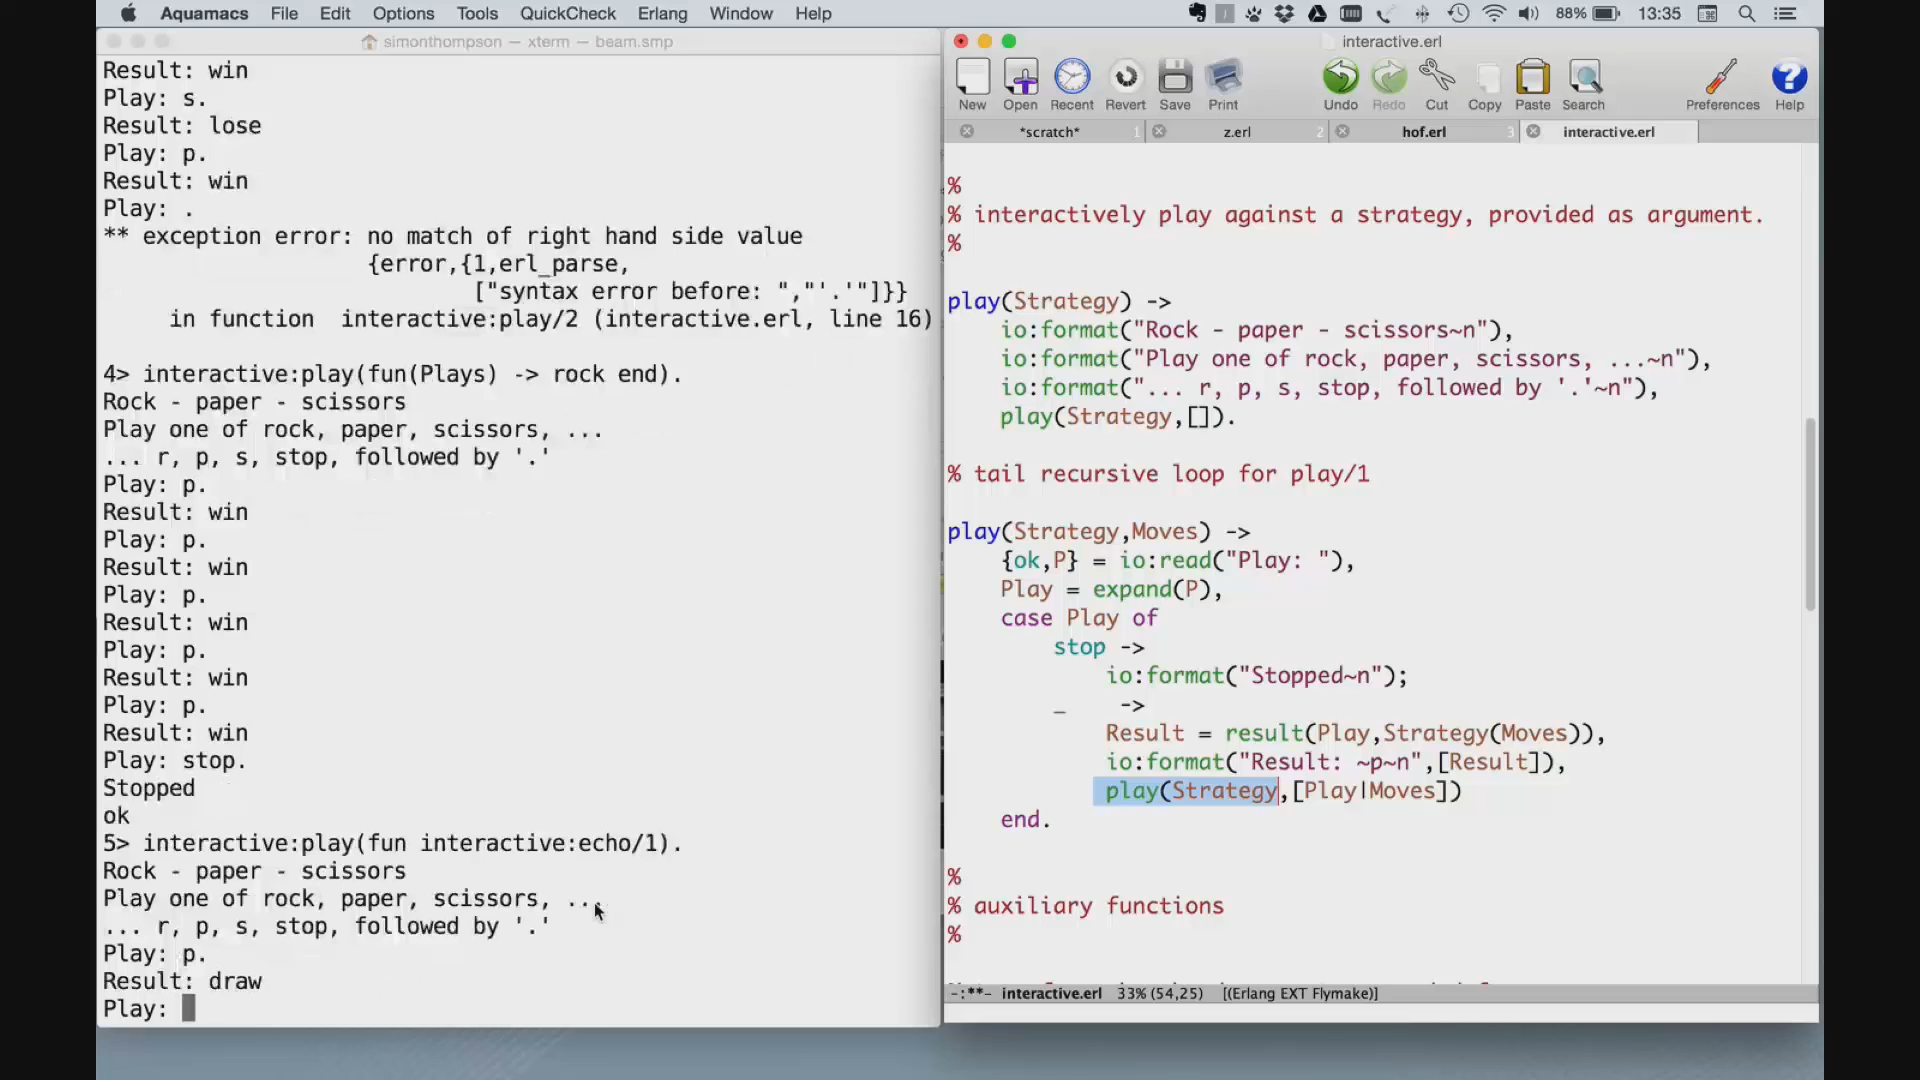 Aquamacs File Edit Options Tools QuickCheck Erlang Window Help 88% 13:35
simonthompson — xterm — beam.smp
Result: win
Play: s.
Result: lose
Play: p.
Result: win
Play: .
** exception error: no match of right hand side value
{error,{1,erl_parse,
["syntax error before: ","'.'"]}}
in function  interactive:play/2 (interactive.erl, line 16)
4> interactive:play(fun(Plays) -> rock end).
Rock - paper - scissors
Play one of rock, paper, scissors, ...
... r, p, s, stop, followed by '.'
Play: p.
Result: win
Play: p.
Result: win
Play: p.
Result: win
Play: p.
Result: win
Play: p.
Result: win
Play: stop.
Stopped
ok
5> interactive:play(fun interactive:echo/1).
Rock - paper - scissors
Play one of rock, paper, scissors, ...
... r, p, s, stop, followed by '.'
Play: p.
Result: draw
Play:
interactive.erl
New Open Recent Revert Save Print Undo Redo Cut Copy Paste Search Preferences Help
*scratch* 1 z.erl 2 hof.erl 3 interactive.erl
%
% interactively play against a strategy, provided as argument.
%
play(Strategy) ->
io:format("Rock - paper - scissors~n"),
io:format("Play one of rock, paper, scissors, ...~n"),
io:format("... r, p, s, stop, followed by '.'~n"),
play(Strategy,[]).
% tail recursive loop for play/1
play(Strategy,Moves) ->
{ok,P} = io:read("Play: "),
Play = expand(P),
case Play of
stop ->
io:format("Stopped~n");
_    ->
Result = result(Play,Strategy(Moves)),
io:format("Result: ~p~n",[Result]),
play(Strategy,[Play|Moves])
end.
%
% auxiliary functions
%
-:**- interactive.erl 33% (54,25) [(Erlang EXT Flymake)]